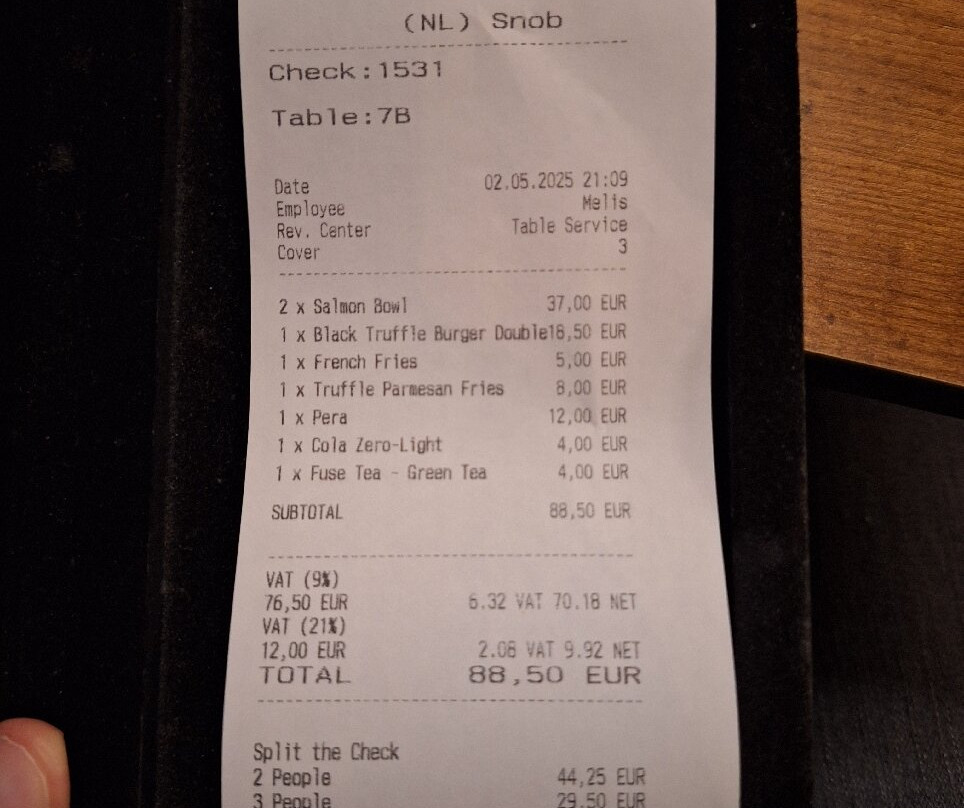 (NL) Snob
Check:1531
Table:7B
Date 02.05.2025 21:09
Employee Melis
Rev. Center Table Service
Cover 3
2 x Salmon Bowl 37,00 EUR
1 x Black Truffle Burger Double18,50 EUR
1 x French Fries 5,00 EUR
1 x Truffle Parmesan Fries 8,00 EUR
1 x Pera 12,00 EUR
1 x Cola Zero-Light 4,00 EUR
1 x Fuse Tea - Green Tea 4,00 EUR
SUBTOTAL 88,50 EUR
VAT (9%)
76,50 EUR 6.32 VAT 70.18 NET
VAT (21%)
12,00 EUR 2.08 VAT 9.92 NET
TOTAL 88,50 EUR
Split the Check
2 People 44,25 EUR
3 People 29,50 EUR